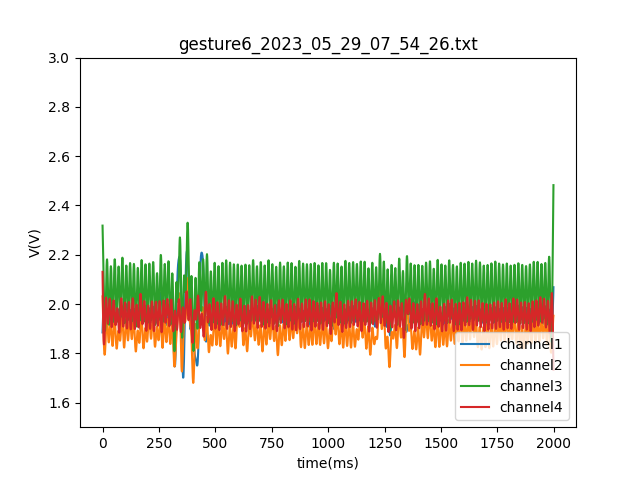 gesture6_2023_05_29_07_54_26.txt
3.0
2.8
2.6
2.4
2.2
2.0
1.8
1.6
V(V)
channel1
channel2
channel3
channel4
0 250 500 750 1000 1250 1500 1750 2000
time(ms)